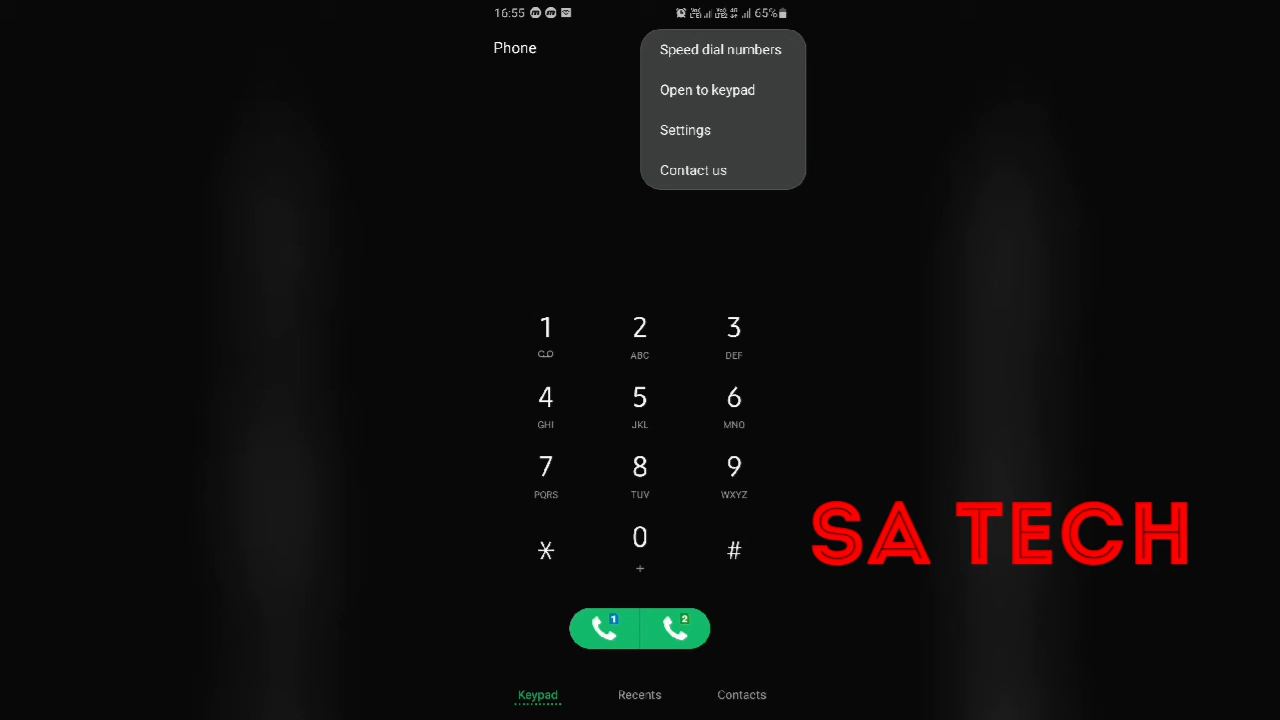 16:55 65%
Phone
Speed dial numbers
Open to keypad
Settings
Contact us
1 2 3
ABC DEF
4 5 6
GHI JKL MNO
7 8 9
PQRS TUV WXYZ
* 0 #
+
1 2
SA TECH
Keypad Recents Contacts